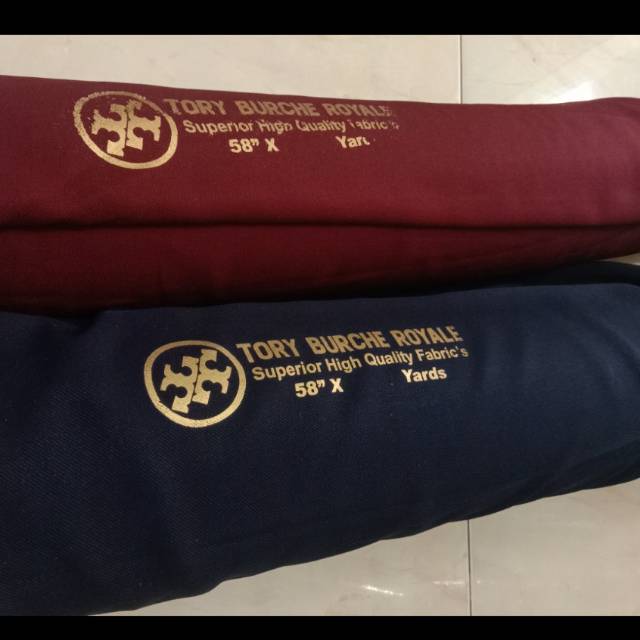 TORY BURCHE ROYALE
Superior High Quality Fabric's
58" X Yards
TORY BURCHE ROYALE
Superior High Quality Fabric's
58" X Yards